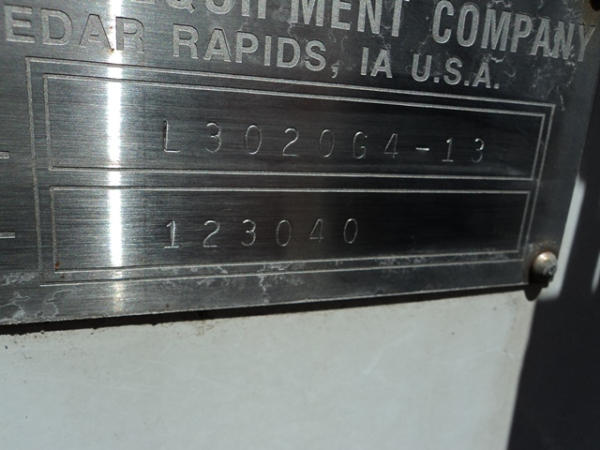 EQUIPMENT COMPANY
EDAR RAPIDS, IA U.S.A.
L3020G4-13
123040